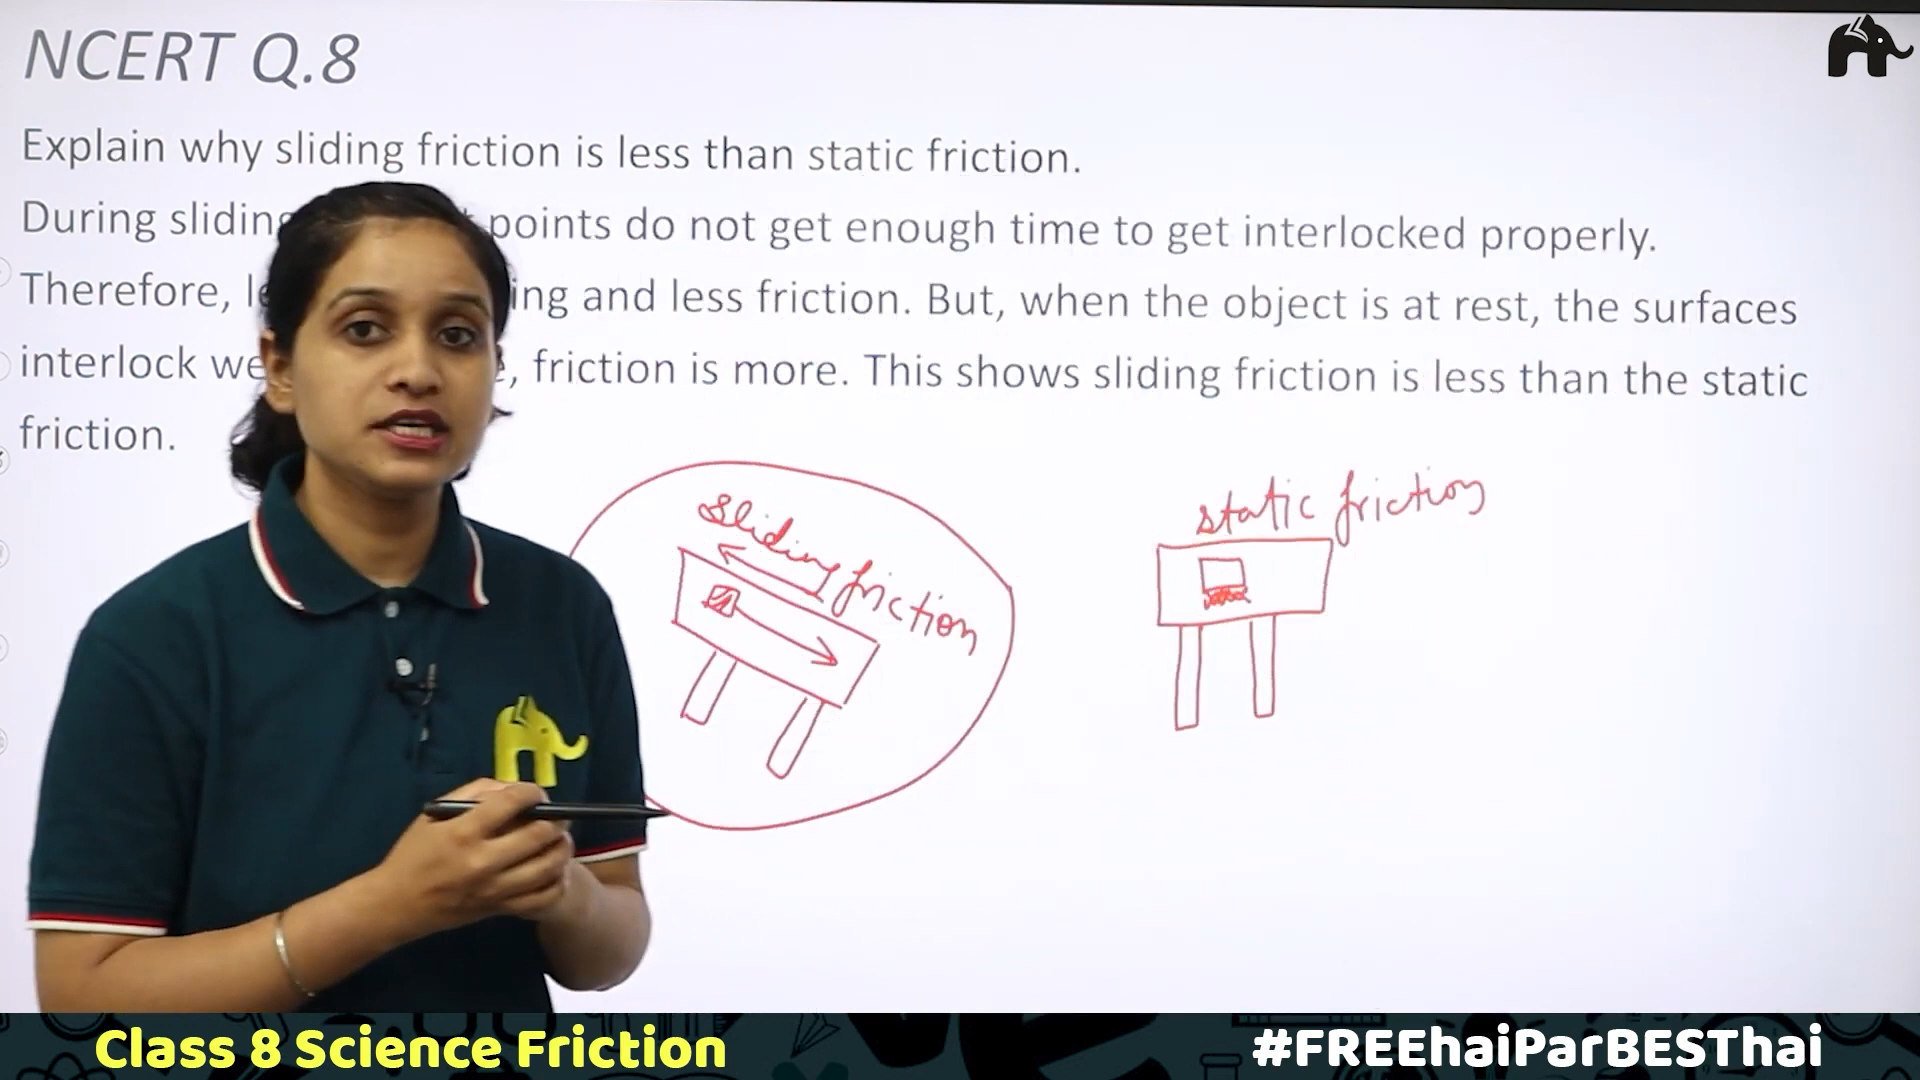 NCERT Q.8
Explain why sliding friction is less than static friction.
During slidin points do not get enough time to get interlocked properly.
Therefore, ing and less friction. But, when the object is at rest, the surfaces
interlock we , friction is more. This shows sliding friction is less than the static
friction.
sliding friction
static friction
Class 8 Science Friction
#FREEhaiParBESThai